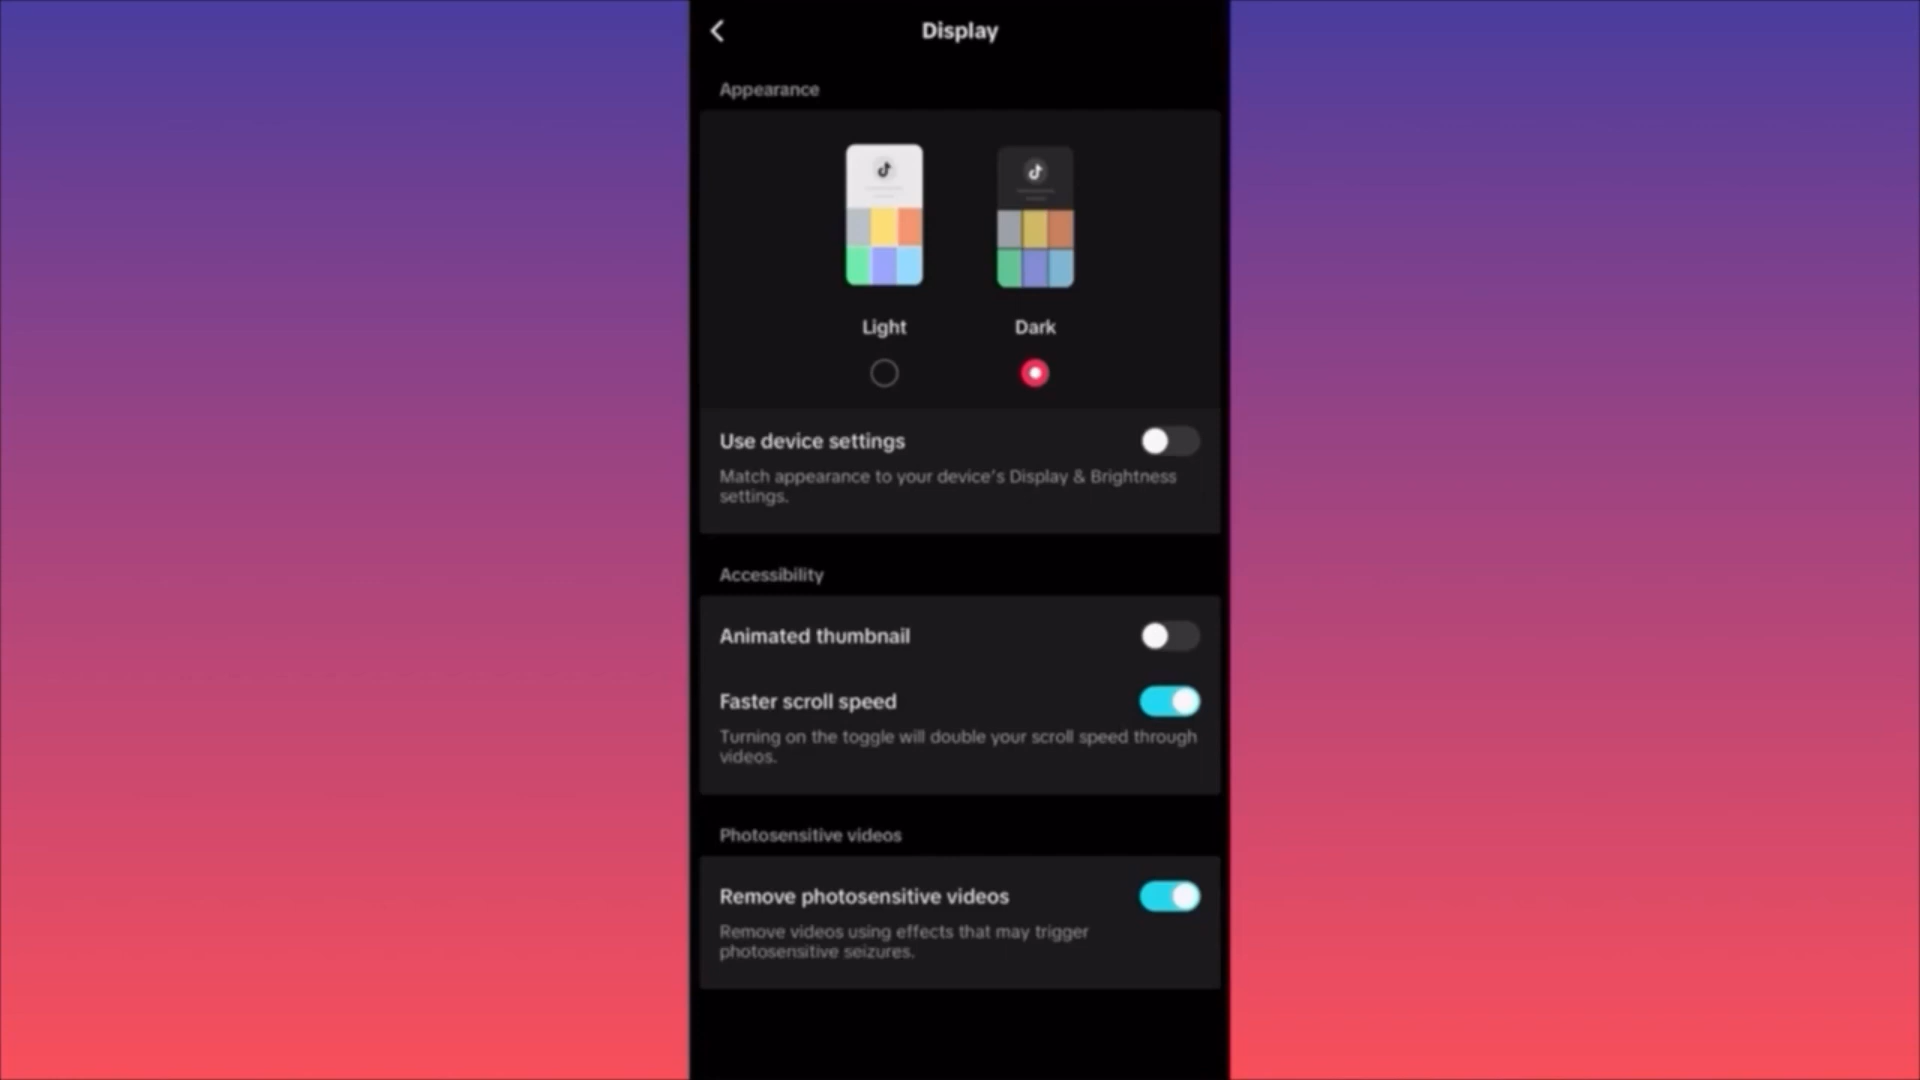 Display
Appearance
Light
Dark
Use device settings
Match appearance to your device's Display & Brightness
settings.
Accessibility
Animated thumbnail
Faster scroll speed
Turning on the toggle will double your scroll speed through
videos.
Photosensitive videos
Remove photosensitive videos
Remove videos using effects that may trigger
photosensitive seizures.